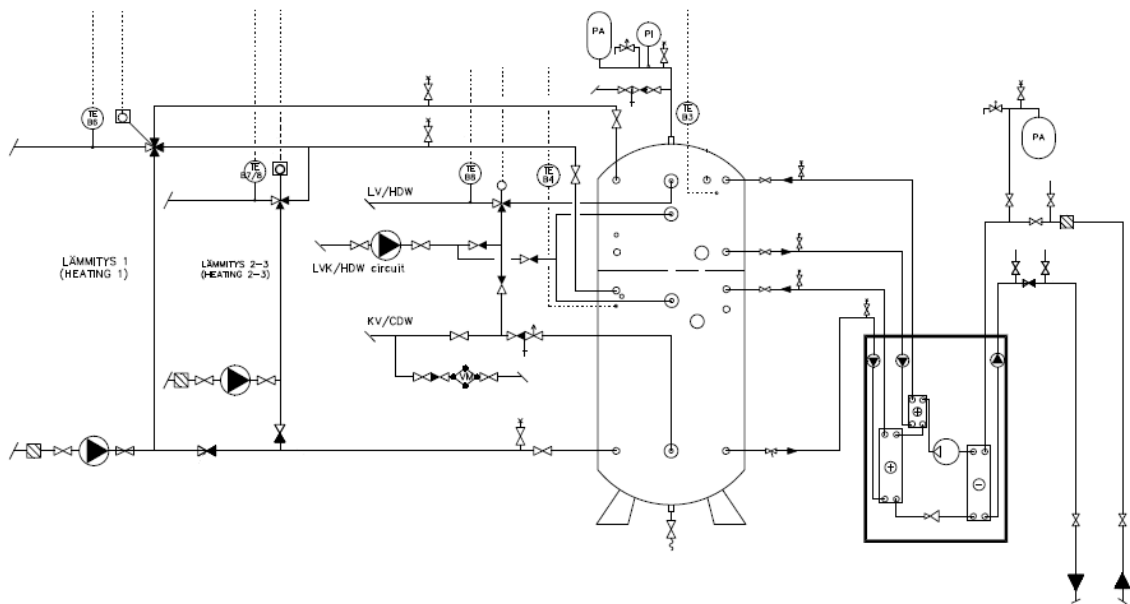 PA
PI
TE
B3
TE
B6
PA
TE
B7/8
TE
B8
TE
B4
LV/HDW
LÄMMITYS 1
(HEATING 1)
LÄMMITYS 2-3
(HEATING 2-3)
LVK/HDW circuit
KV/CDW
VM